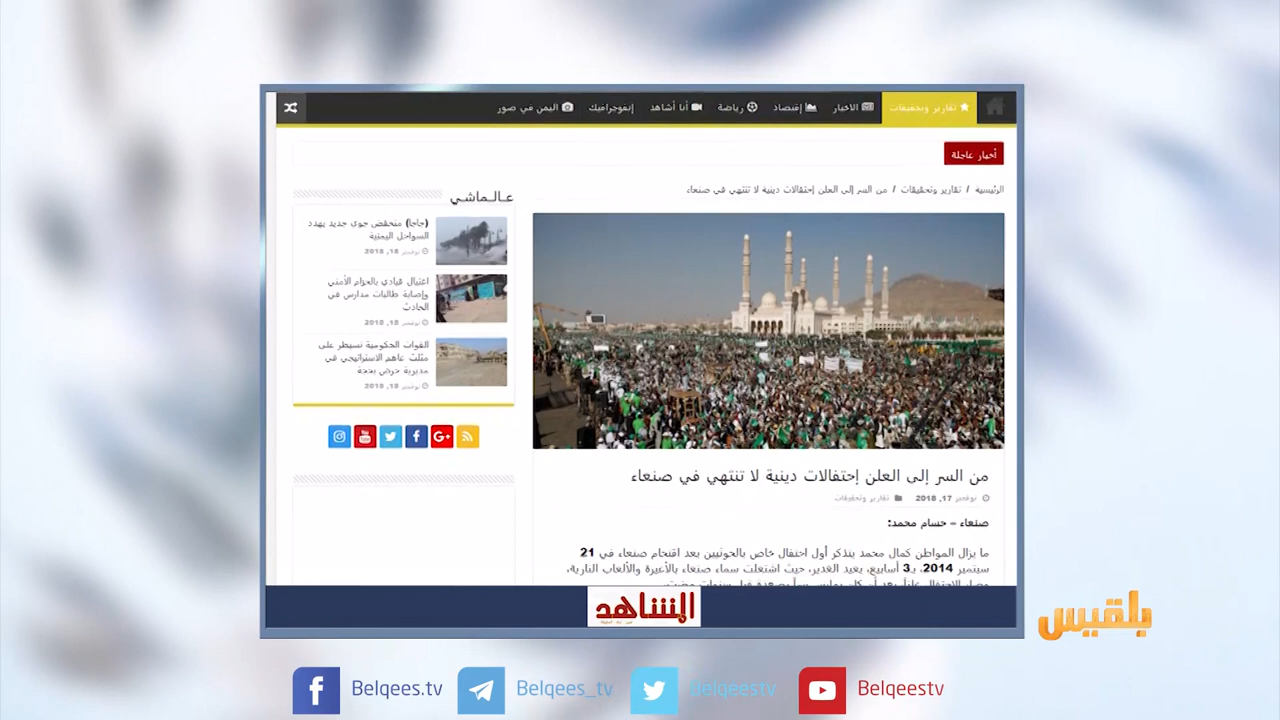 تقارير وتحقيقات
الاخبار
إقتصاد
رياضة
أنا أشاهد
إنفوجرافيك
اليمن في صور
أخبار عاجلة
الرئيسية / تقارير وتحقيقات / من السر إلى العلن إحتفالات دينية لا تنتهي في صنعاء
من السر إلى العلن إحتفالات دينية لا تنتهي في صنعاء
نوفمبر 17, 2018 تقارير وتحقيقات
صنعاء – حسام محمد:
ما يزال المواطن كمال محمد يتذكر أول احتفال خاص بالحوثيين بعد اقتحام صنعاء في 21
سبتمبر 2014، بـ3 أسابيع، بعيد الغدير، حيث اشتعلت سماء صنعاء بالأعيرة والألعاب النارية،
عـالـماشـي
(جاجا) منخفض جوي جديد يهدد
السواحل اليمنية
نوفمبر 18, 2018
اغتيال قيادي بالحزام الأمني
وإصابة طالبات مدارس في
الحادث
نوفمبر 18, 2018
القوات الحكومية تسيطر على
مثلث عاهم الاستراتيجي في
مديرية حرض بحجة
نوفمبر 18, 2018
المشاهد
بلقيس
Belqees.tv
Belqees_tv
Belqeestv
Belqeestv